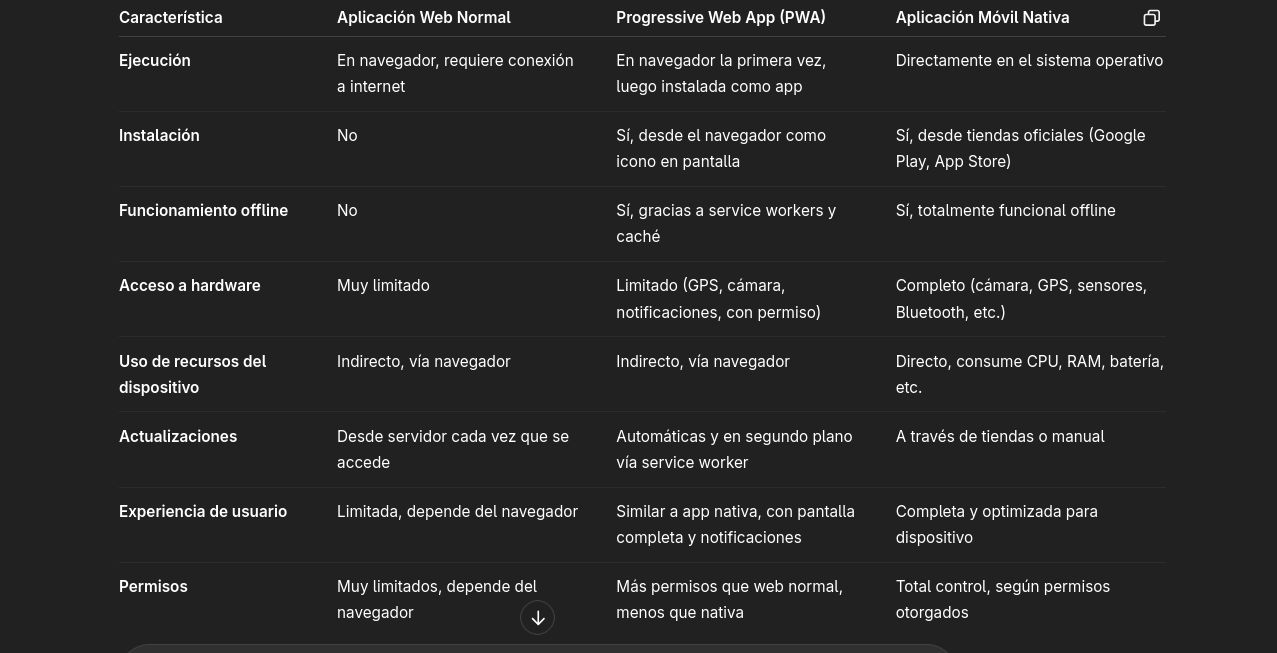 Característica Aplicación Web Normal Progressive Web App (PWA) Aplicación Móvil Nativa
Ejecución En navegador, requiere conexión En navegador la primera vez, Directamente en el sistema operativo
a internet luego instalada como app
Instalación No Sí, desde el navegador como Sí, desde tiendas oficiales (Google
icono en pantalla Play, App Store)
Funcionamiento offline No Sí, gracias a service workers y Sí, totalmente funcional offline
caché
Acceso a hardware Muy limitado Limitado (GPS, cámara, Completo (cámara, GPS, sensores,
notificaciones, con permiso) Bluetooth, etc.)
Uso de recursos del Indirecto, vía navegador Indirecto, vía navegador Directo, consume CPU, RAM, batería,
dispositivo etc.
Actualizaciones Desde servidor cada vez que se Automáticas y en segundo plano A través de tiendas o manual
accede vía service worker
Experiencia de usuario Limitada, depende del navegador Similar a app nativa, con pantalla Completa y optimizada para
completa y notificaciones dispositivo
Permisos Muy limitados, depende del Más permisos que web normal, Total control, según permisos
navegador menos que nativa otorgados